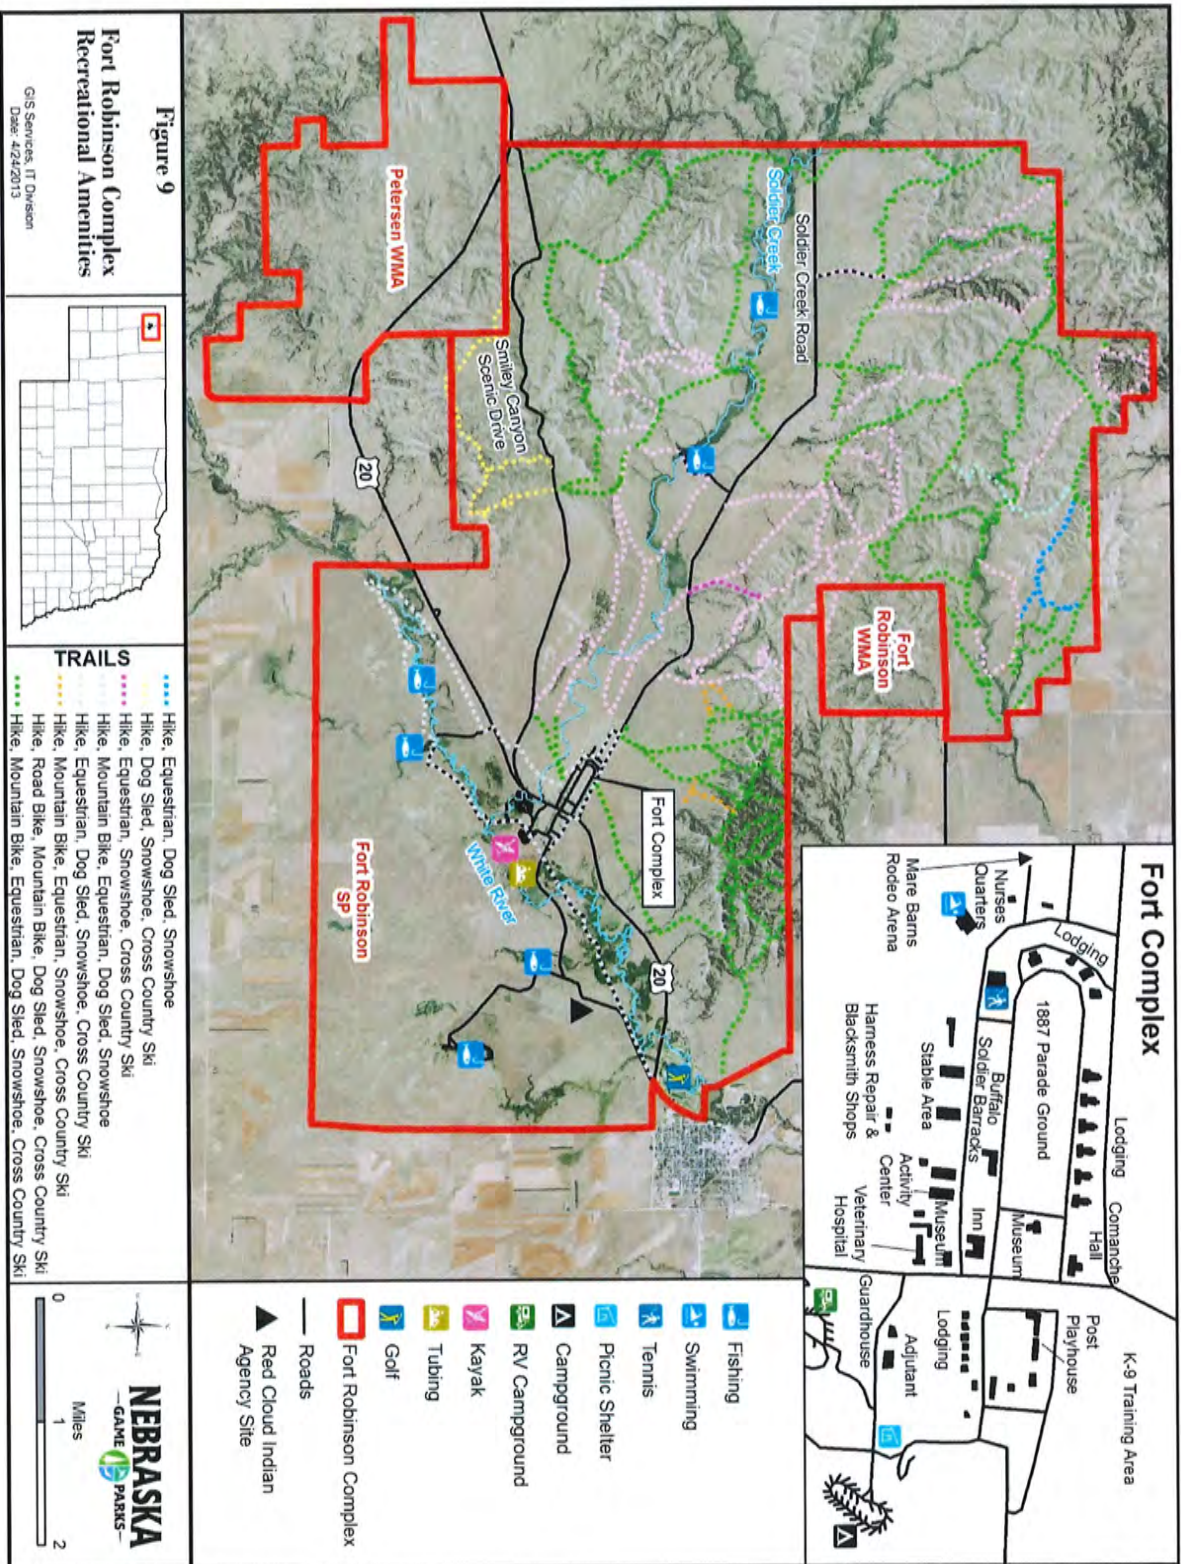 Fort Complex
K-9 Training Area
Lodging
Comanche
Hall
Post
Playhouse
Lodging
1887 Parade Ground
Museum
Nurses
Quarters
Mare Barns
Rodeo Arena
Buffalo
Soldier Barracks
Inn
Stable Area
Museum
Harness Repair &
Blacksmith Shops
Activity
Center
Veterinary
Hospital
Lodging
Adjutant
Guardhouse
Soldier Creek Road
Soldier Creek
Fort
Robinson
WMA
Fort Complex
Smiley Canyon
Scenic Drive
20
20
Petersen WMA
White River
Fort Robinson
SP
Fishing
Swimming
Tennis
Picnic Shelter
Campground
RV Campground
Kayak
Tubing
Golf
Fort Robinson Complex
Roads
Red Cloud Indian
Agency Site
Figure 9
Fort Robinson Complex
Recreational Amenities
GIS Services, IT Division
Date: 4/24/2013
TRAILS
Hike, Equestrian, Dog Sled, Snowshoe
Hike, Dog Sled, Snowshoe, Cross Country Ski
Hike, Equestrian, Snowshoe, Cross Country Ski
Hike, Mountain Bike, Equestrian, Dog Sled, Snowshoe
Hike, Equestrian, Dog Sled, Snowshoe, Cross Country Ski
Hike, Mountain Bike, Equestrian, Snowshoe, Cross Country Ski
Hike, Road Bike, Mountain Bike, Dog Sled, Snowshoe, Cross Country Ski
Hike, Mountain Bike, Equestrian, Dog Sled, Snowshoe, Cross Country Ski
NEBRASKA
GAME PARKS
Miles
0 1 2